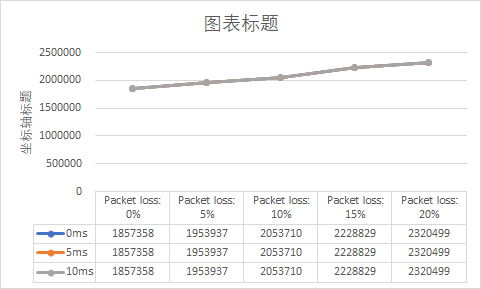 图表标题
坐标轴标题
2500000
2000000
1500000
1000000
500000
0
Packet loss: 0% Packet loss: 5% Packet loss: 10% Packet loss: 15% Packet loss: 20%
0ms 1857358 1953937 2053710 2228829 2320499
5ms 1857358 1953937 2053710 2228829 2320499
10ms 1857358 1953937 2053710 2228829 2320499